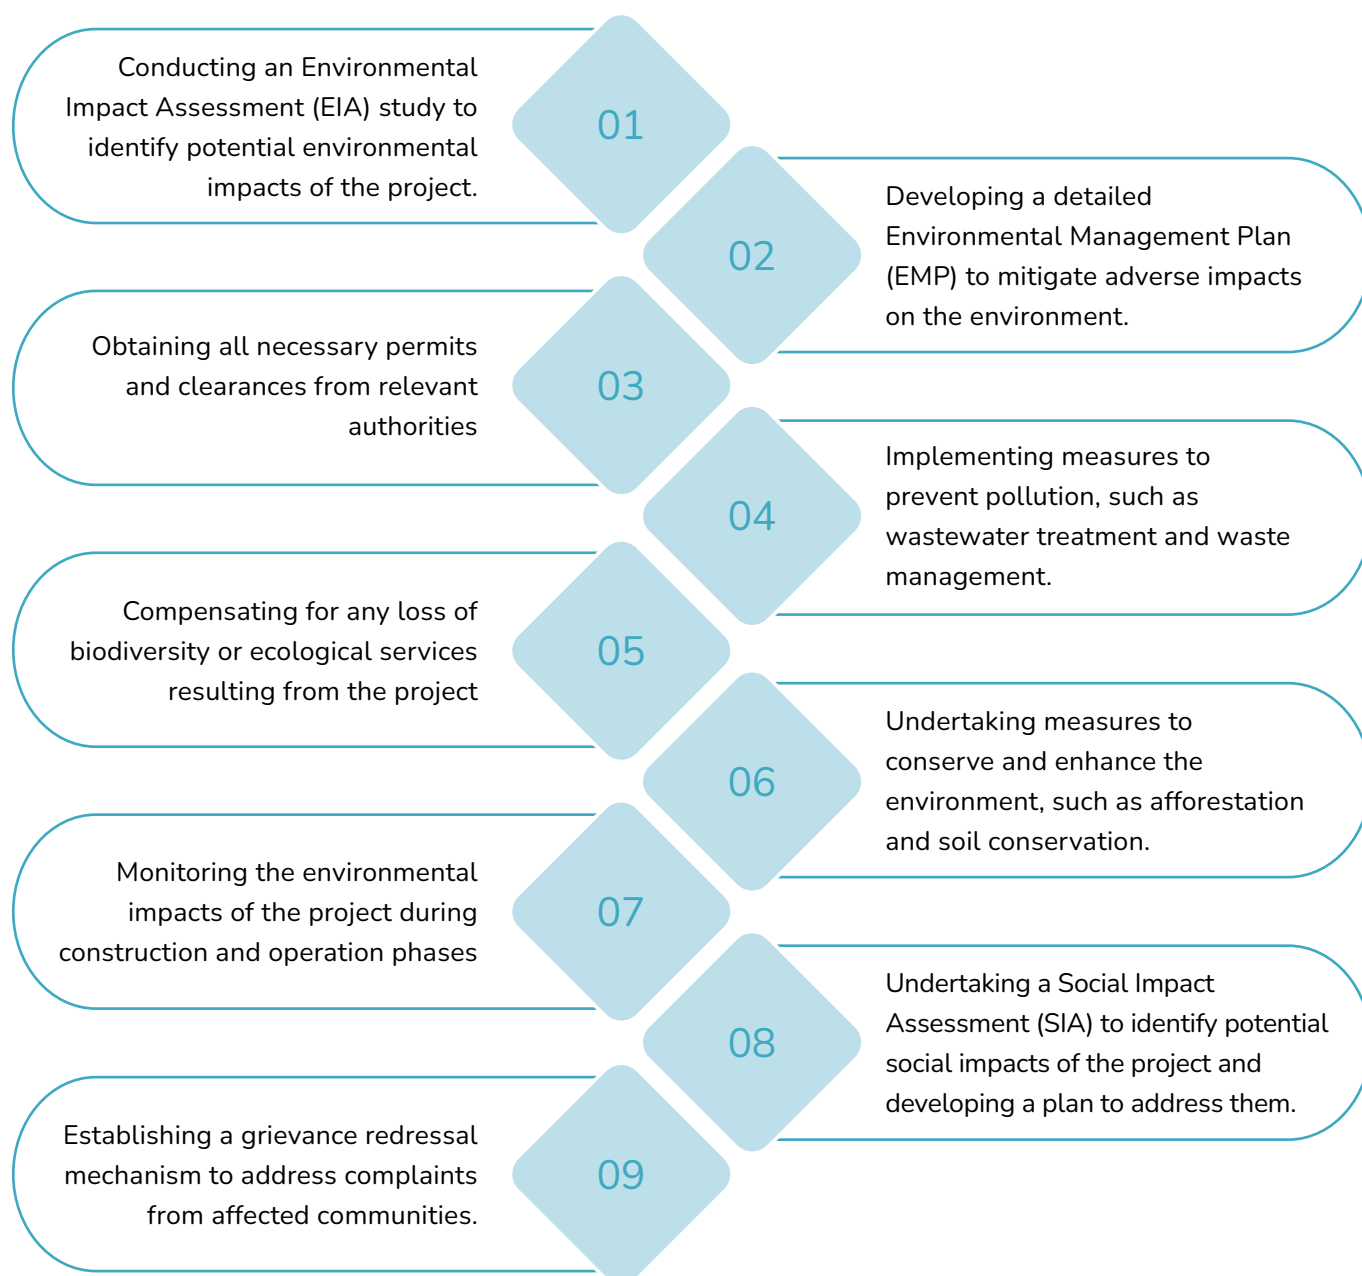 Conducting an Environmental
Impact Assessment (EIA) study to
identify potential environmental
impacts of the project.
01
02
Developing a detailed
Environmental Management Plan
(EMP) to mitigate adverse impacts
on the environment.
Obtaining all necessary permits
and clearances from relevant
authorities
03
04
Implementing measures to
prevent pollution, such as
wastewater treatment and waste
management.
Compensating for any loss of
biodiversity or ecological services
resulting from the project
05
06
Undertaking measures to
conserve and enhance the
environment, such as afforestation
and soil conservation.
Monitoring the environmental
impacts of the project during
construction and operation phases
07
08
Undertaking a Social Impact
Assessment (SIA) to identify potential
social impacts of the project and
developing a plan to address them.
Establishing a grievance redressal
mechanism to address complaints
from affected communities.
09